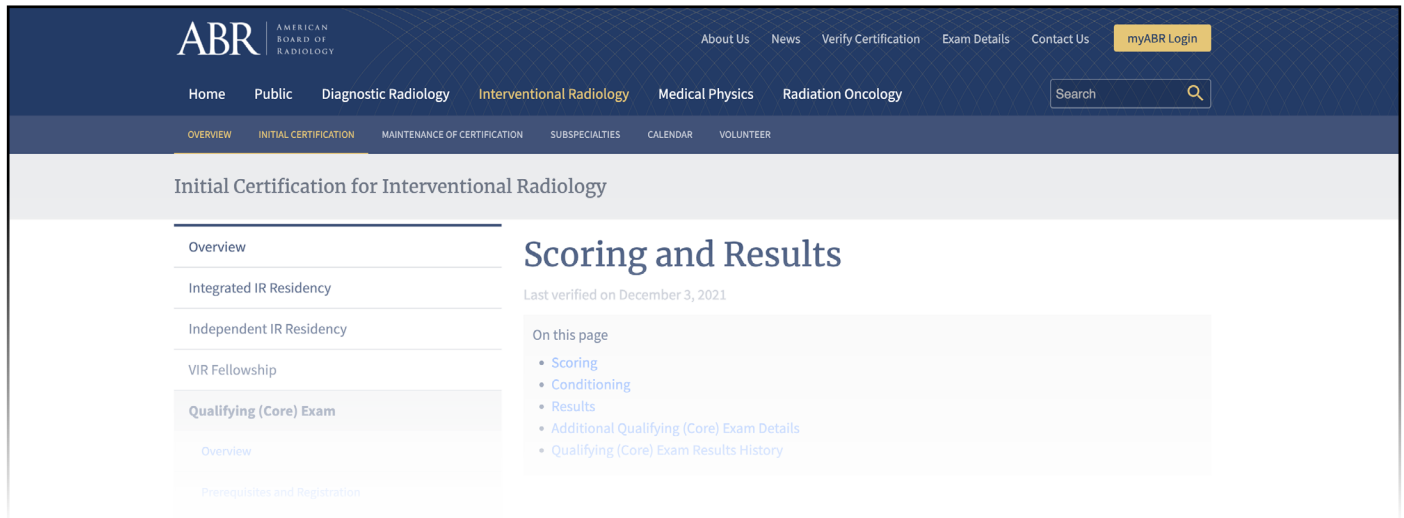 ABR
AMERICAN
BOARD OF
RADIOLOGY
About Us News Verify Certification Exam Details Contact Us myABR Login
Home Public Diagnostic Radiology Interventional Radiology Medical Physics Radiation Oncology Search
OVERVIEW INITIAL CERTIFICATION MAINTENANCE OF CERTIFICATION SUBSPECIALTIES CALENDAR VOLUNTEER
Initial Certification for Interventional Radiology
Overview
Integrated IR Residency
Independent IR Residency
VIR Fellowship
Qualifying (Core) Exam
Overview
Prerequisites and Registration
Scoring and Results
Last verified on December 3, 2021
On this page
• Scoring
• Conditioning
• Results
• Additional Qualifying (Core) Exam Details
• Qualifying (Core) Exam Results History